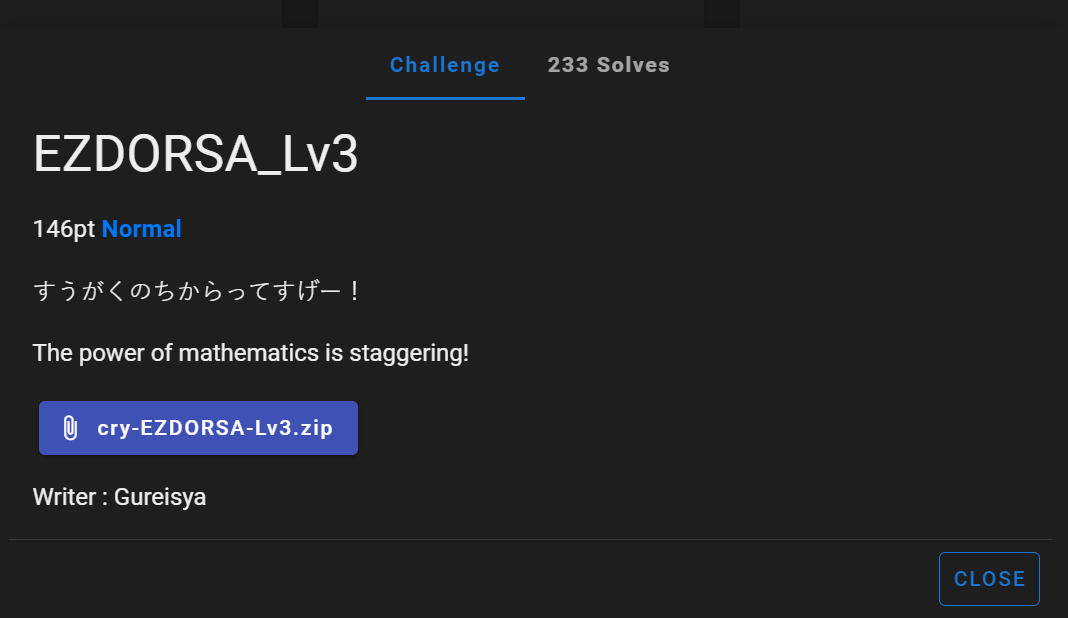 Challenge 233 Solves
EZDORSA_Lv3
146pt Normal
すうがくのちからってすげー！
The power of mathematics is staggering!
cry-EZDORSA-Lv3.zip
Writer : Gureisya
CLOSE